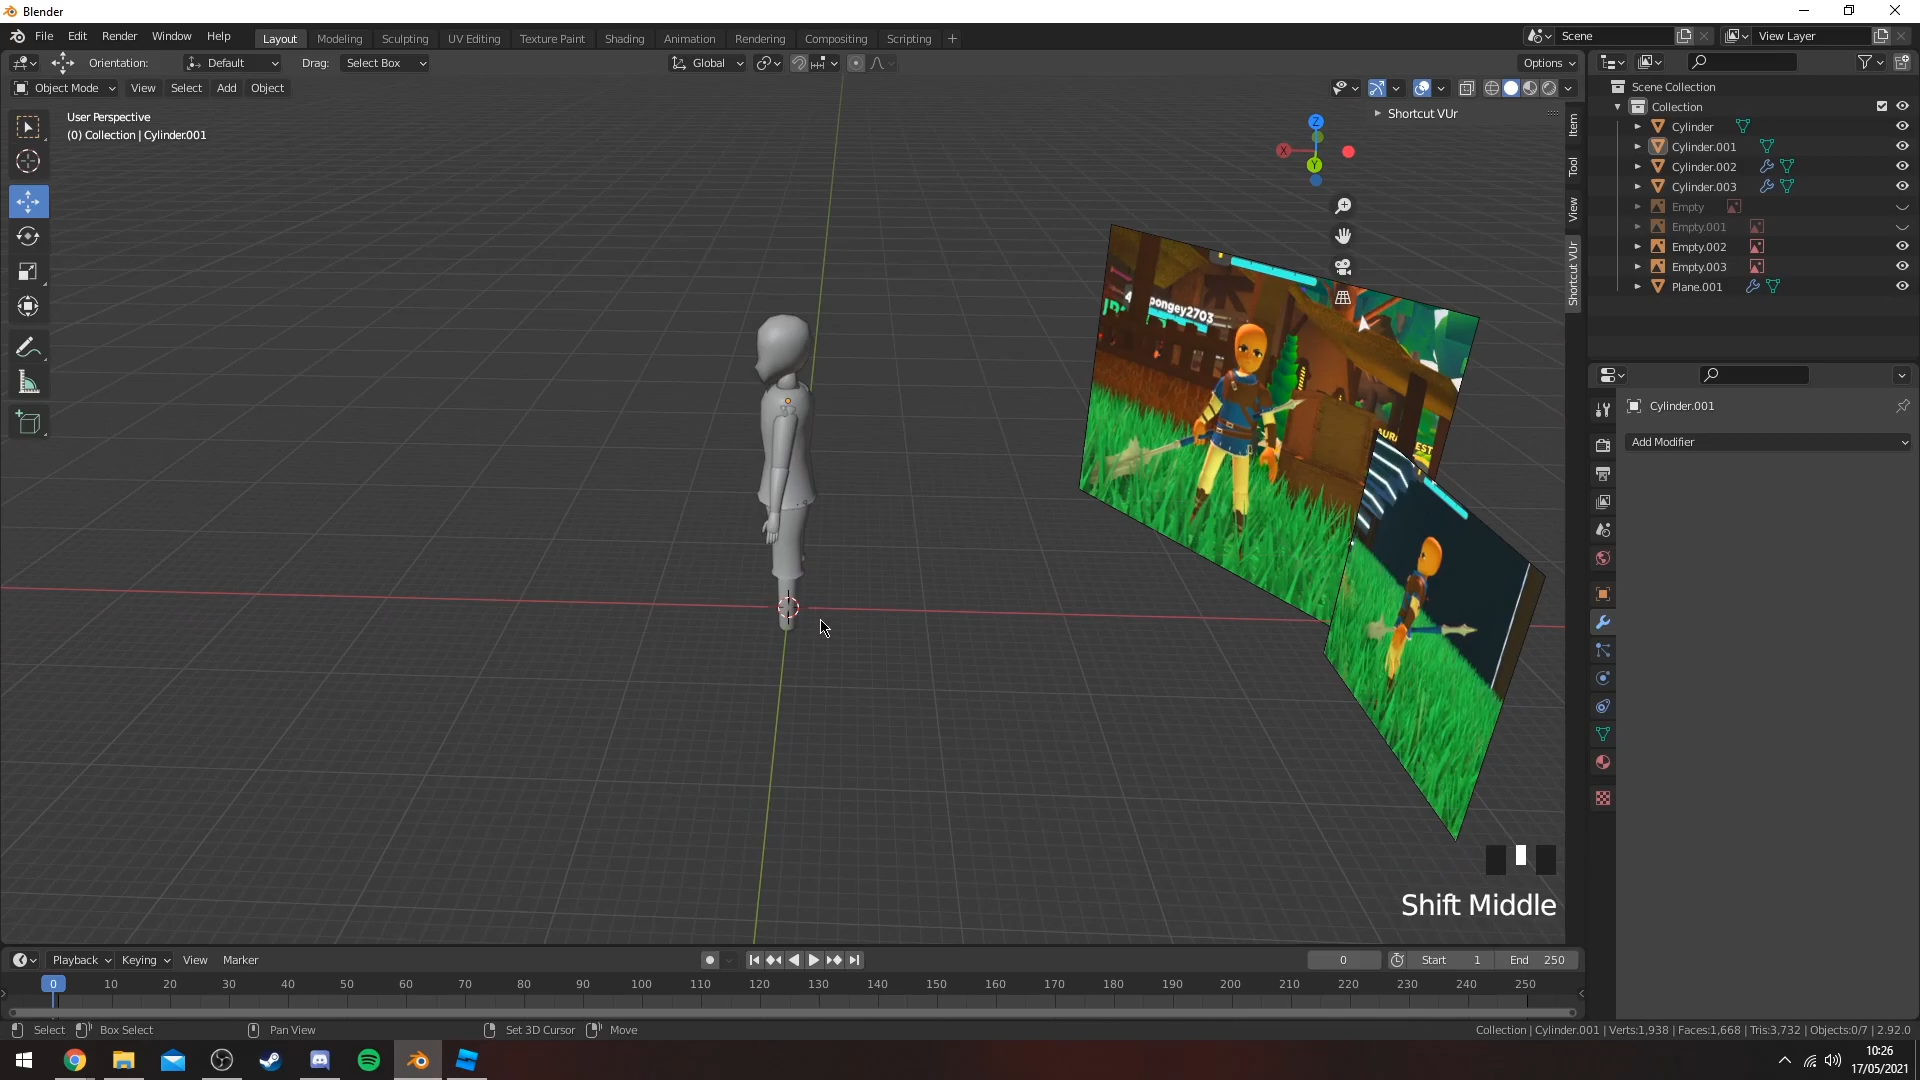 Blender
File Edit Render Window Help
Layout Modeling Sculpting UV Editing Texture Paint Shading Animation Rendering Compositing Scripting +
Scene
View Layer
Orientation: Default Drag: Select Box
Global
Options
Object Mode View Select Add Object
User Perspective
(0) Collection | Cylinder.001
Shortcut VUr
Z
X
Y
Item
Tool
View
Shortcut VUr
Scene Collection
Collection
Cylinder
Cylinder.001
Cylinder.002
Cylinder.003
Empty
Empty.001
Empty.002
Empty.003
Plane.001
Cylinder.001
Add Modifier
pongey2703
EST
Shift Middle
Playback Keying View Marker
0
Start 1
End 250
0 10 20 30 40 50 60 70 80 90 100 110 120 130 140 150 160 170 180 190 200 210 220 230 240 250
Select Box Select Pan View Set 3D Cursor Move
Collection | Cylinder.001 | Verts:1,938 | Faces:1,668 | Tris:3,732 | Objects:0/7 | 2.92.0
10:26
17/05/2021